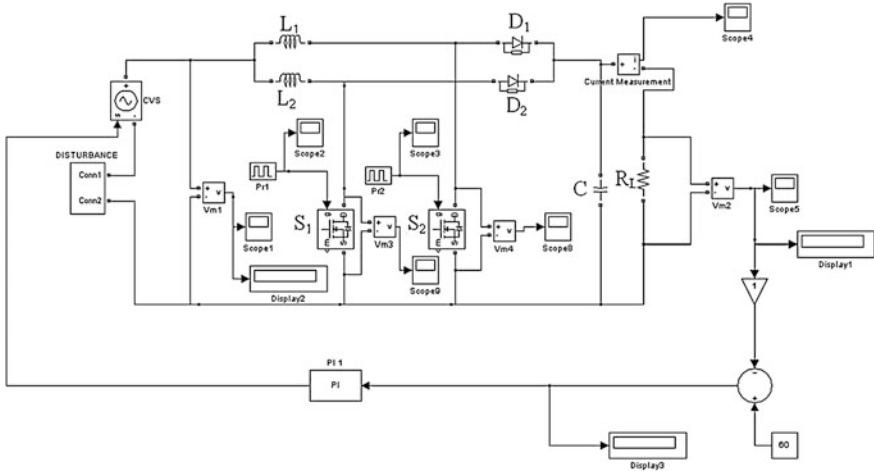 L1
D1
Scope4
CVS
L2
D2
Current Measurement
DISTURBANCE
Conn1
Conn2
Scope2
Scope3
Pr1
Pr2
C
RL
Vm1
Vm2
Scope1
S1
Vm3
S2
Vm4
Scope8
Scope5
Display2
Scope9
Display1
1
PI 1
PI
60
Display3